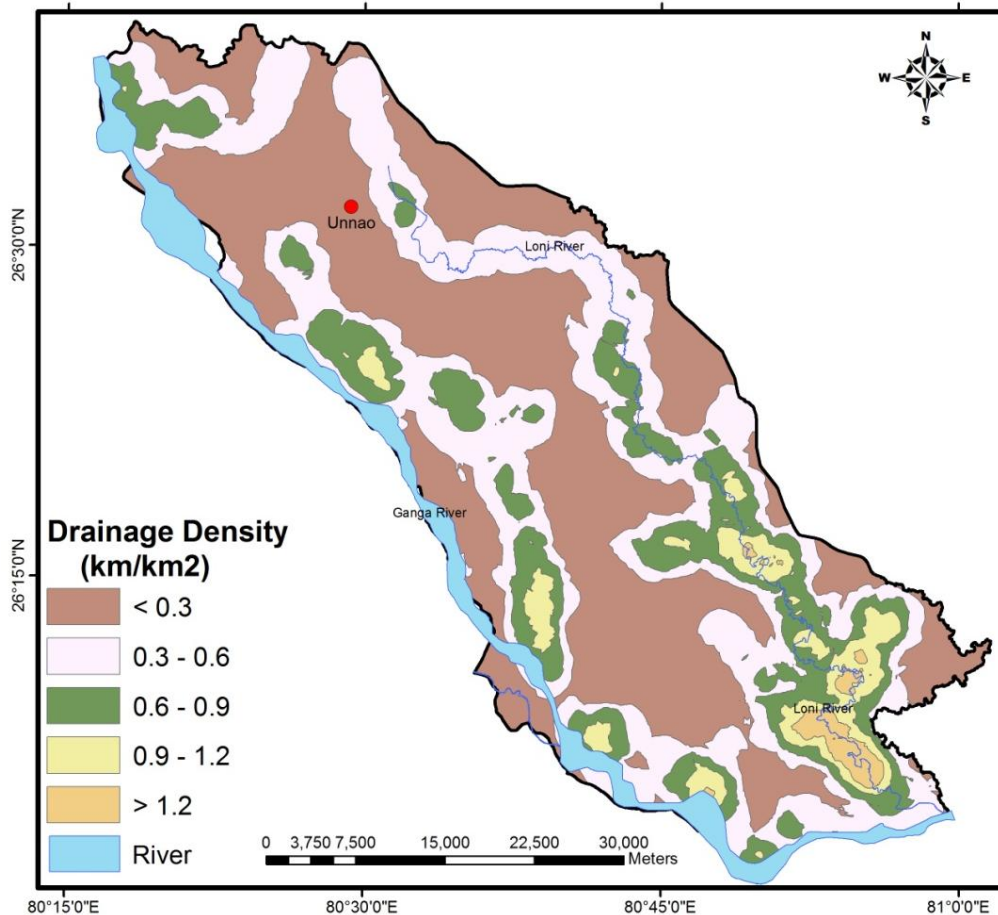 N
W E
S
26°30'0"N
Unnao
Loni River
Ganga River
26°15'0"N
Loni River
Drainage Density
(km/km2)
< 0.3
0.3 - 0.6
0.6 - 0.9
0.9 - 1.2
> 1.2
River
0 3,750 7,500 15,000 22,500 30,000
Meters
80°15'0"E 80°30'0"E 80°45'0"E 81°0'0"E